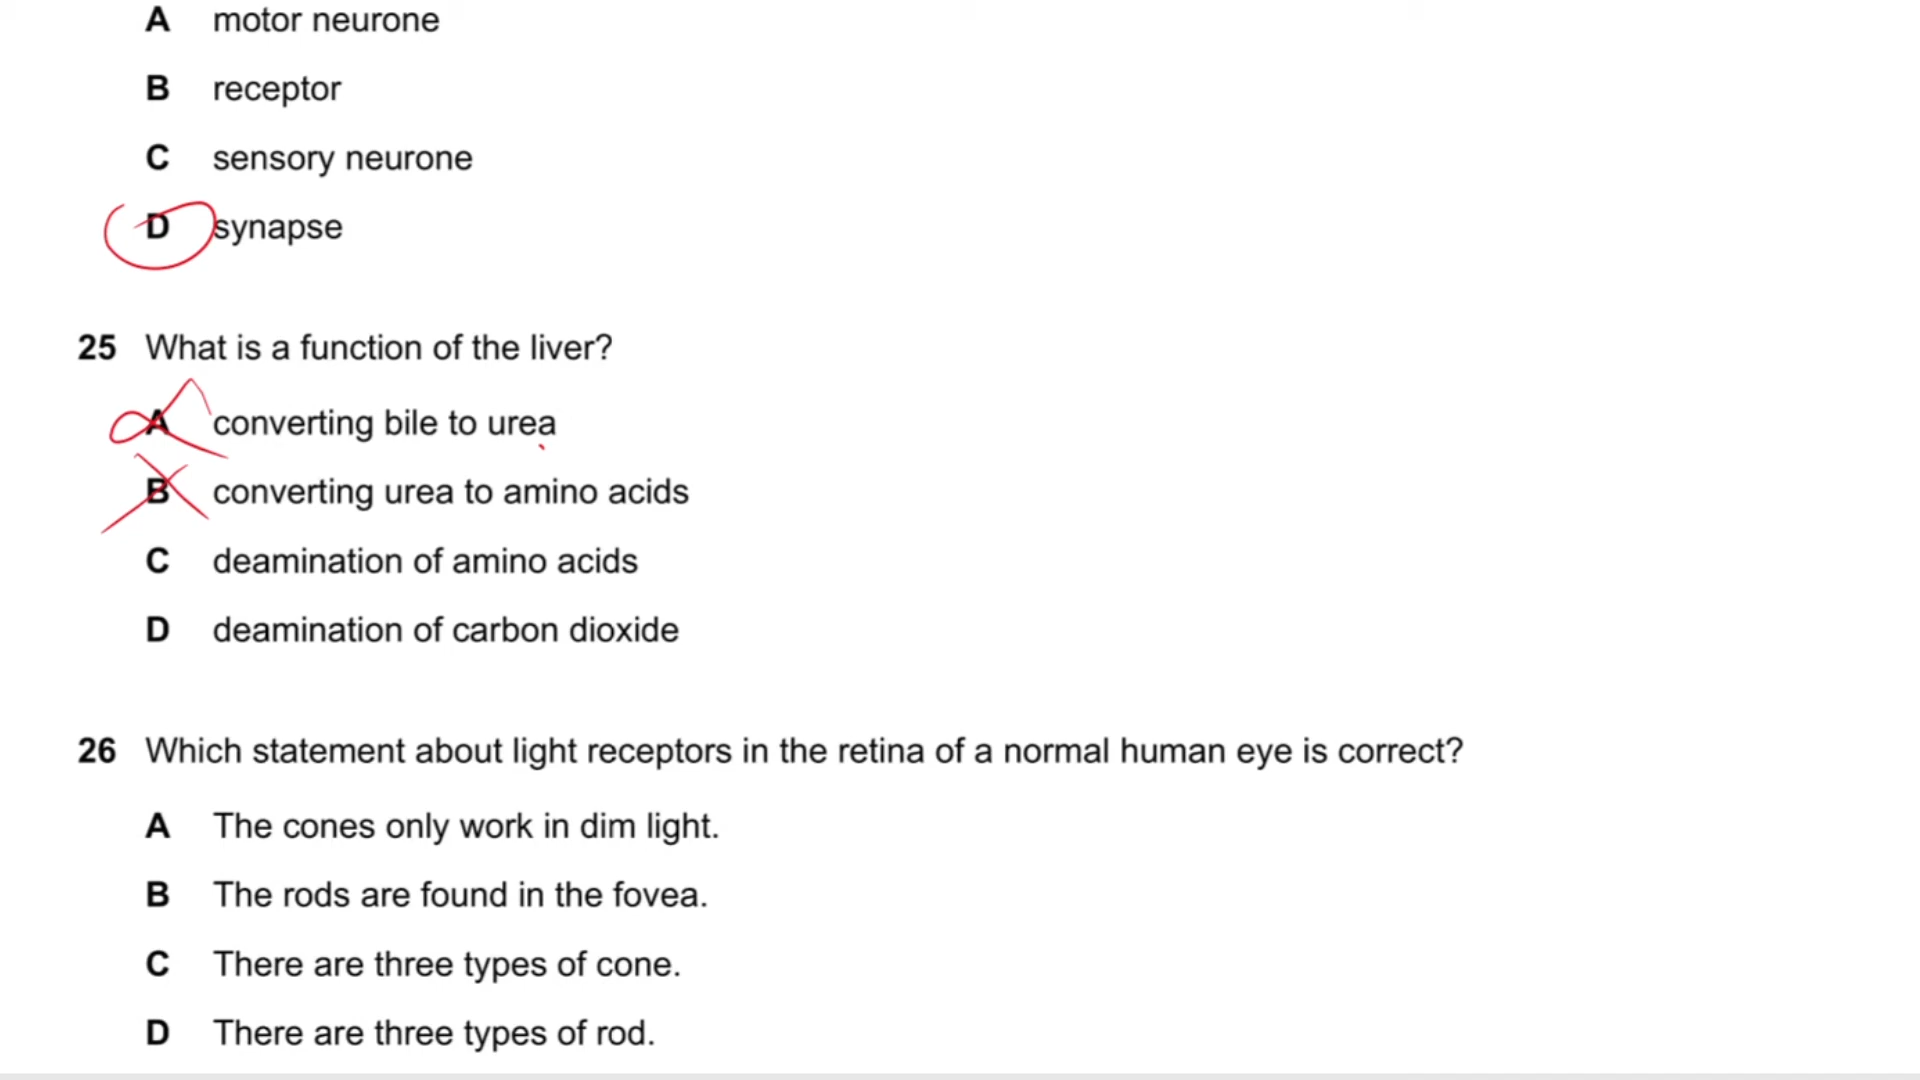 A motor neurone
B receptor
C sensory neurone
D synapse
25 What is a function of the liver?
A converting bile to urea
B converting urea to amino acids
C deamination of amino acids
D deamination of carbon dioxide
26 Which statement about light receptors in the retina of a normal human eye is correct?
A The cones only work in dim light.
B The rods are found in the fovea.
C There are three types of cone.
D There are three types of rod.